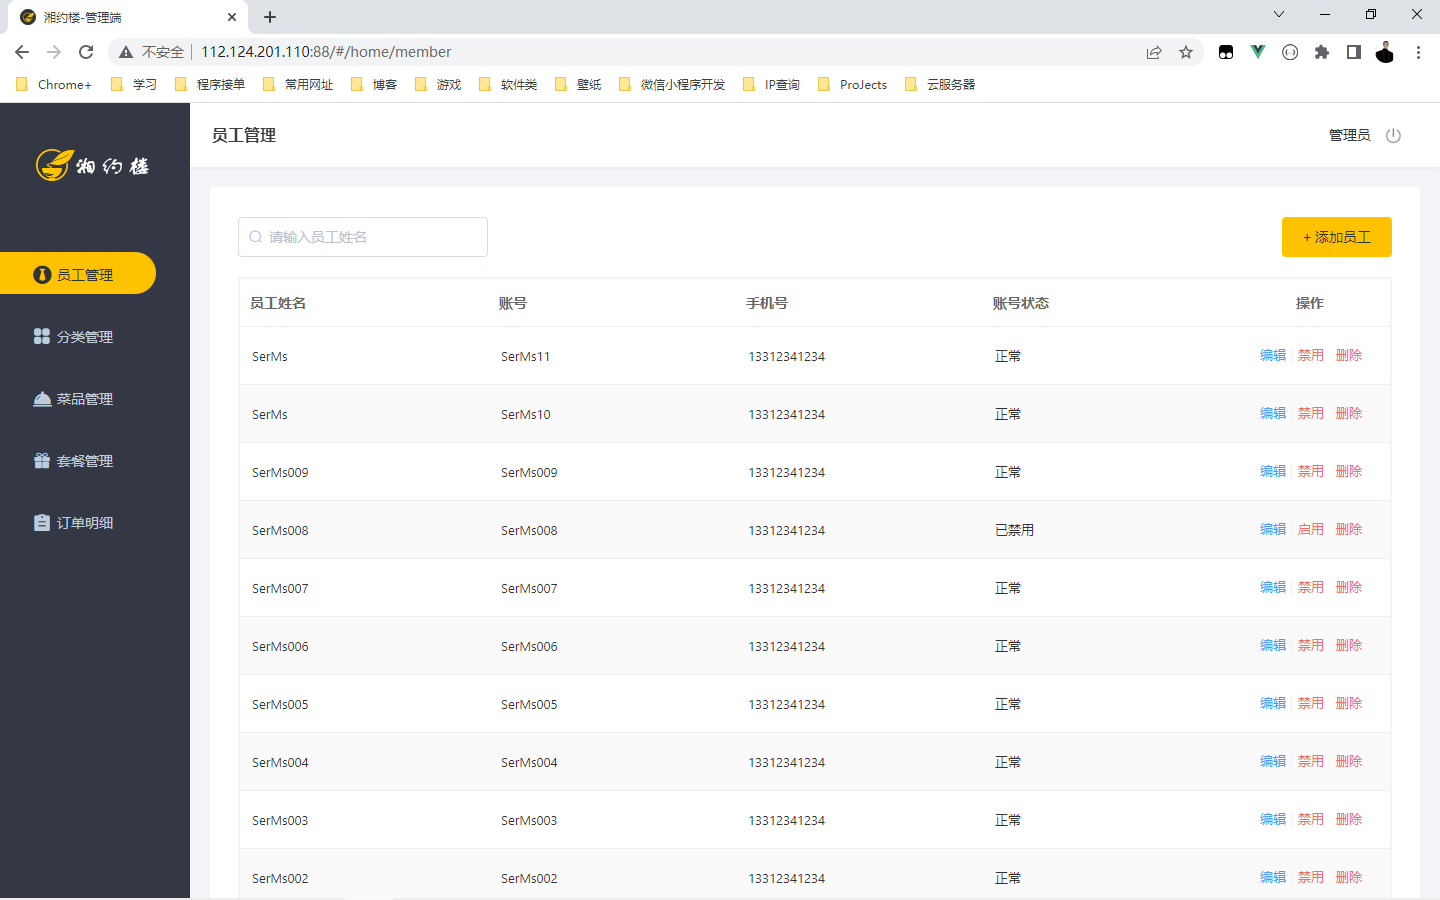 湘约楼-管理端
不安全 112.124.201.110:88/#/home/member
Chrome+ 学习 程序接单 常用网址 博客 游戏 软件类 壁纸 微信小程序开发 IP查询 ProJects 云服务器
湘约楼
员工管理
分类管理
菜品管理
套餐管理
订单明细
员工管理 管理员
请输入员工姓名 + 添加员工
员工姓名 账号 手机号 账号状态 操作
SerMs SerMs11 13312341234 正常 编辑 禁用 删除
SerMs SerMs10 13312341234 正常 编辑 禁用 删除
SerMs009 SerMs009 13312341234 正常 编辑 禁用 删除
SerMs008 SerMs008 13312341234 已禁用 编辑 启用 删除
SerMs007 SerMs007 13312341234 正常 编辑 禁用 删除
SerMs006 SerMs006 13312341234 正常 编辑 禁用 删除
SerMs005 SerMs005 13312341234 正常 编辑 禁用 删除
SerMs004 SerMs004 13312341234 正常 编辑 禁用 删除
SerMs003 SerMs003 13312341234 正常 编辑 禁用 删除
SerMs002 SerMs002 13312341234 正常 编辑 禁用 删除